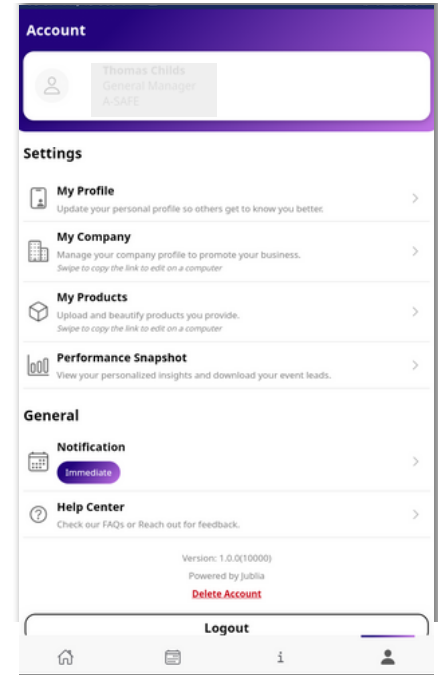 Account
Thomas Childs
General Manager
A-SAFE
Settings
My Profile
Update your personal profile so others get to know you better.
My Company
Manage your company profile to promote your business.
Swipe to copy the link to edit on a computer
My Products
Upload and beautify products you provide.
Swipe to copy the link to edit on a computer
Performance Snapshot
View your personalized insights and download your event leads.
General
Notification
Immediate
Help Center
Check our FAQs or Reach out for feedback.
Version: 1.0.0(10000)
Powered by Jublia
Delete Account
Logout